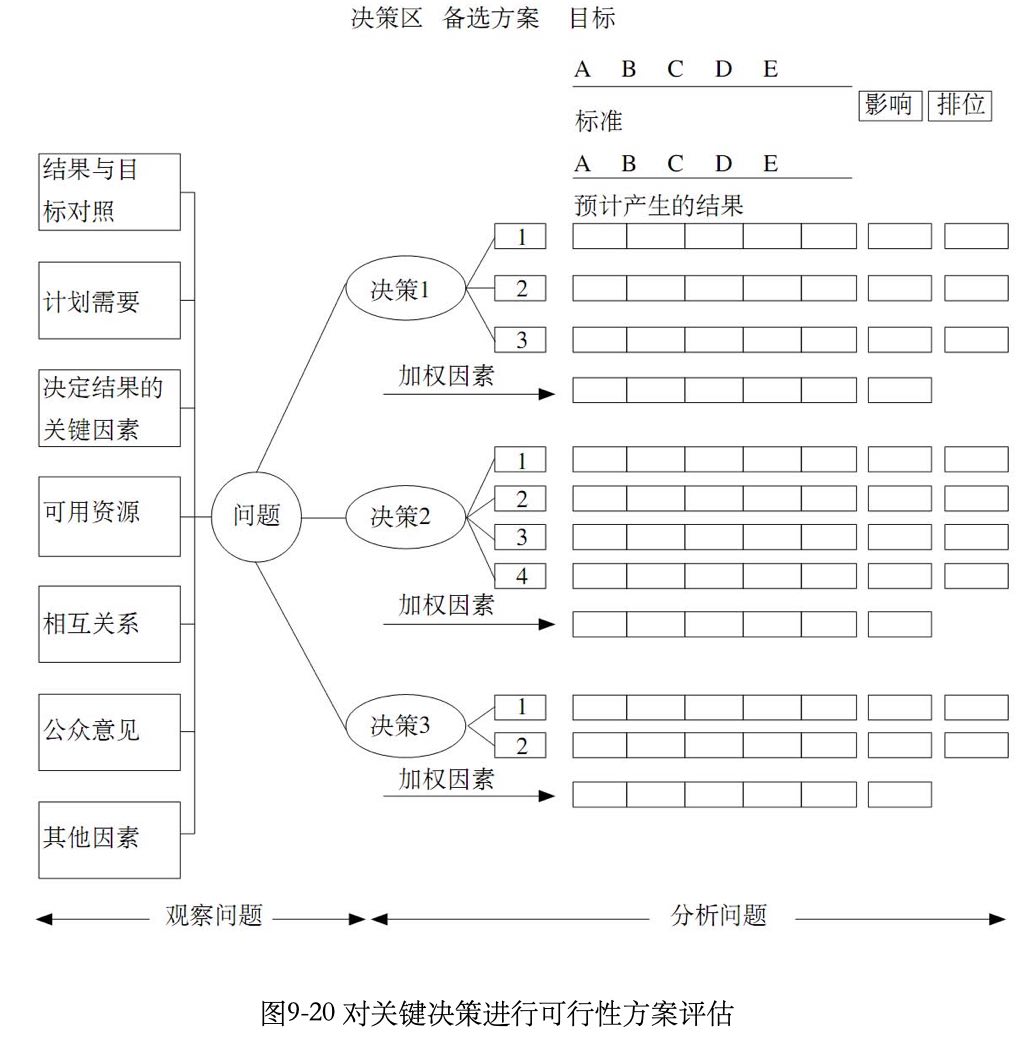 决策区 备选方案 目标
A B C D E
影响 排位
标准
A B C D E
预计产生的结果
结果与目
标对照
计划需要
决定结果的
关键因素
可用资源
相互关系
公众意见
其他因素
问题
决策1
1
2
3
加权因素
决策2
1
2
3
4
加权因素
决策3
1
2
加权因素
观察问题
分析问题
图9-20 对关键决策进行可行性方案评估